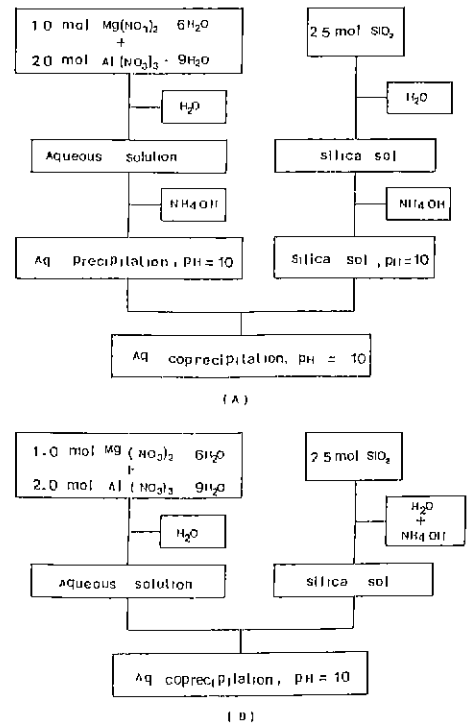 1.0 mol Mg(NO3)2 6H2O
+
2.0 mol Al(NO3)3 · 9H2O
H2O
Aqueous solution
NH4OH
Aq precipitation, pH = 10
2.5 mol SiO2
H2O
silica sol
NH4OH
Silica sol, pH = 10
Aq coprecipitation, pH = 10
(A)
1.0 mol Mg(NO3)2 6H2O
+
2.0 mol Al(NO3)3 9H2O
H2O
Aqueous solution
2.5 mol SiO2
H2O
+
NH4OH
silica sol
Aq coprecipitation, pH = 10
(B)